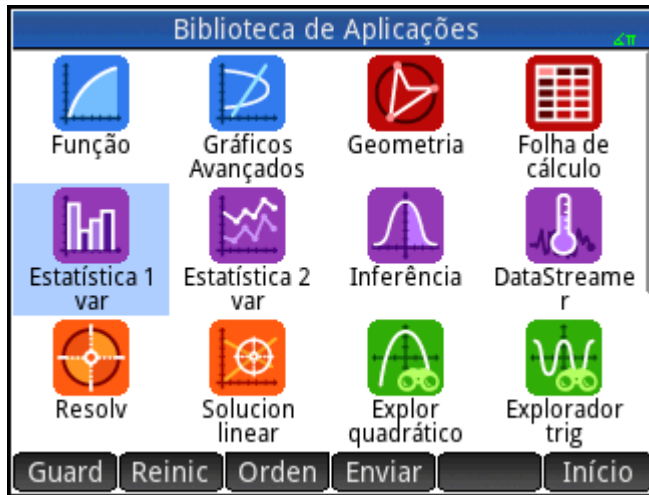 Biblioteca de Aplicações
∡π
Função
Gráficos
Avançados
Geometria
Folha de
cálculo
Estatística 1
var
Estatística 2
var
Inferência
DataStreame
r
Resolv
Solucion
linear
Explor
quadrático
Explorador
trig
Guard Reinic Orden Enviar Início